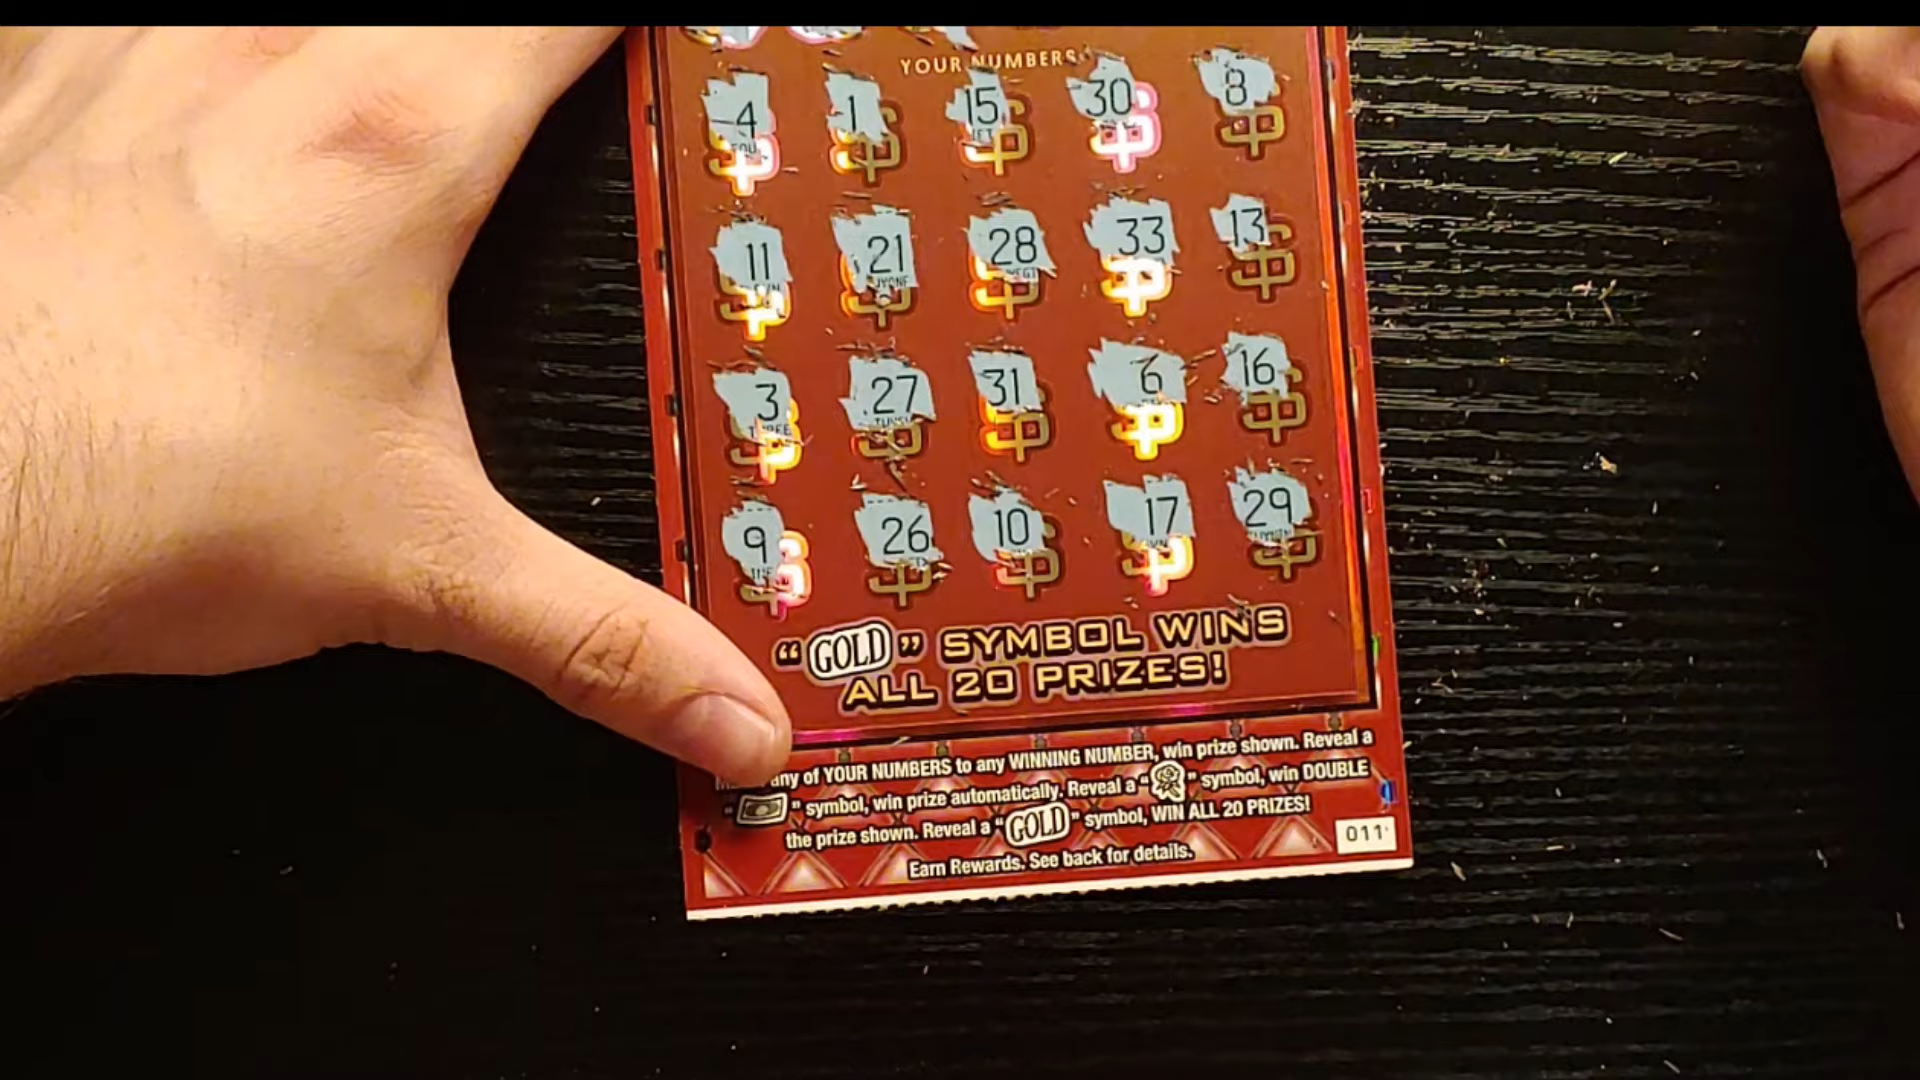 YOUR NUMBERS
4 1 15 30 8
11 21 28 33 13
3 27 31 6 16
THREE
9 26 10 17 29
"GOLD" SYMBOL WINS
ALL 20 PRIZES!
any of YOUR NUMBERS to any WINNING NUMBER, win prize shown. Reveal a
" " symbol, win prize automatically. Reveal a " " symbol, win DOUBLE
the prize shown. Reveal a "GOLD" symbol, WIN ALL 20 PRIZES!
011
Earn Rewards. See back for details.